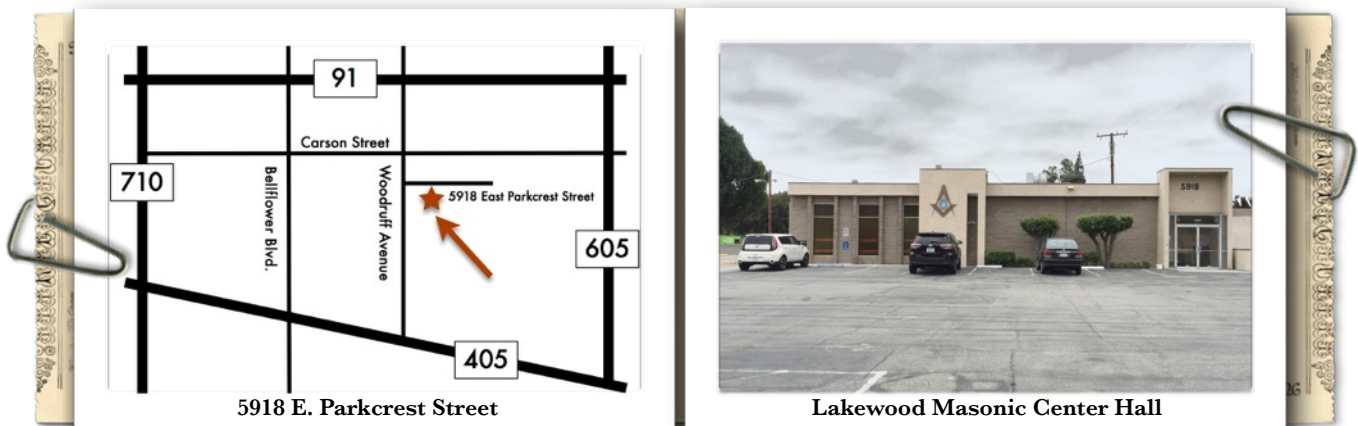 91
Carson Street
710
Bellflower Blvd.
Woodruff Avenue
5918 East Parkcrest Street
605
405
5918 E. Parkcrest Street
5918
Lakewood Masonic Center Hall
26